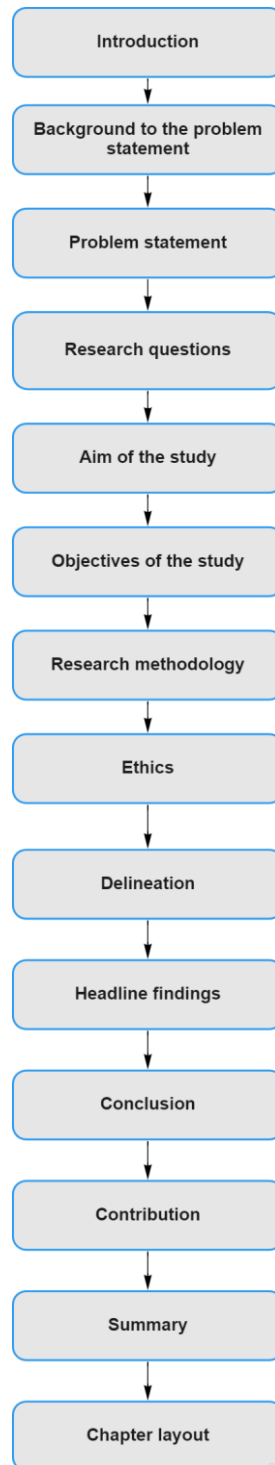 Introduction
Background to the problem
statement
Problem statement
Research questions
Aim of the study
Objectives of the study
Research methodology
Ethics
Delineation
Headline findings
Conclusion
Contribution
Summary
Chapter layout